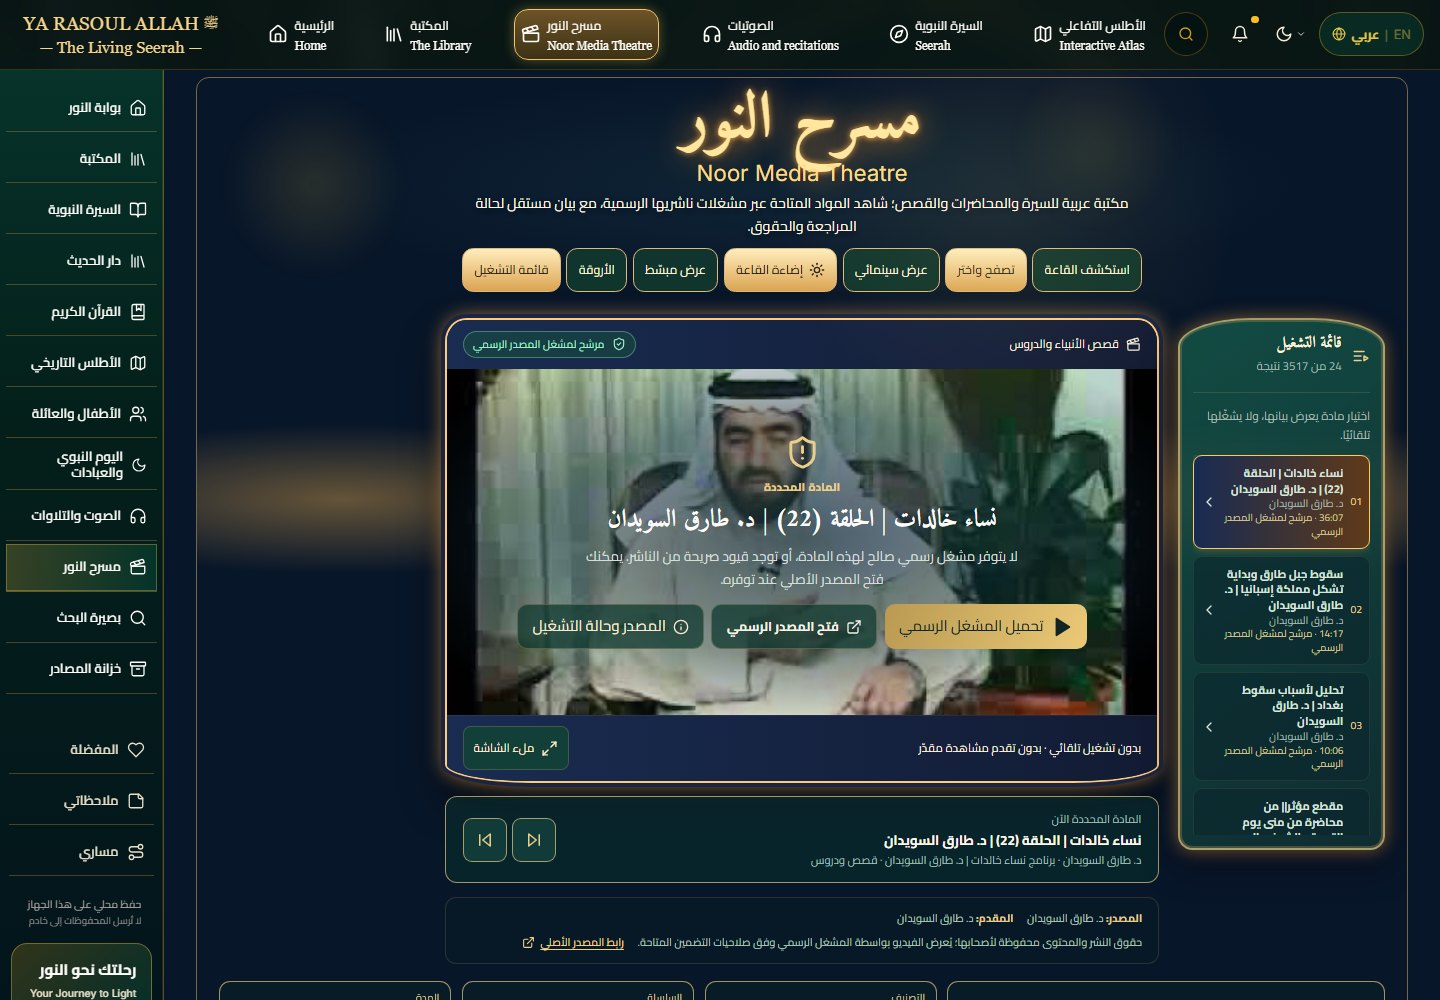 YA RASOUL ALLAH ﷺ
— The Living Seerah —
الرئيسية
Home
المكتبة
The Library
مسرح النور
Noor Media Theatre
الصوتيات
Audio and recitations
السيرة النبوية
Seerah
الأطلس التفاعلي
Interactive Atlas
عربي | EN
بوابة النور
المكتبة
السيرة النبوية
دار الحديث
القرآن الكريم
الأطلس التاريخي
الأطفال والعائلة
اليوم النبوي
والعبادات
الصوت والتلاوات
مسرح النور
بصيرة البحث
خزانة المصادر
المفضلة
ملاحظاتي
مساري
حفظ محلي على هذا الجهاز
لا تُرسل المحفوظات إلى خادم
رحلتك نحو النور
Your Journey to Light
مسرح النور
Noor Media Theatre
مكتبة عربية للسيرة والمحاضرات والقصص؛ شاهد المواد المتاحة عبر مشغلات ناشريها الرسمية، مع بيان مستقل لحالة
المراجعة والحقوق.
استكشف القاعة
تصفح واختر
عرض سينمائي
إضاءة القاعة
عرض مبسّط
الأروقة
قائمة التشغيل
قصص الأنبياء والدروس
مرشح لمشغل المصدر الرسمي
المادة المحددة
نساء خالدات | الحلقة (22) | د. طارق السويدان
لا يتوفر مشغل رسمي صالح لهذه المادة، أو توجد قيود صريحة من الناشر. يمكنك
فتح المصدر الأصلي عند توفره.
تحميل المشغل الرسمي
فتح المصدر الرسمي
المصدر وحالة التشغيل
بدون تشغيل تلقائي · بدون تقدم مشاهدة مقدّر
ملء الشاشة
المادة المحددة الآن
نساء خالدات | الحلقة (22) | د. طارق السويدان
د. طارق السويدان · برنامج نساء خالدات | د. طارق السويدان · قصص ودروس
المصدر: د. طارق السويدان المقدم: د. طارق السويدان
حقوق النشر والمحتوى محفوظة لأصحابها؛ يُعرض الفيديو بواسطة المشغل الرسمي وفق صلاحيات التضمين المتاحة. رابط المصدر الأصلي
قائمة التشغيل
24 من 3517 نتيجة
اختيار مادة يعرض بيانها، ولا يشغّلها
تلقائيًا.
01
نساء خالدات | الحلقة
(22) | د. طارق السويدان
د. طارق السويدان
36:07 · مرشح لمشغل المصدر
الرسمي
02
سقوط جبل طارق وبداية
تشكل مملكة إسبانيا | د.
طارق السويدان
د. طارق السويدان
14:17 · مرشح لمشغل المصدر
الرسمي
03
تحليل لأسباب سقوط
بغداد | د. طارق
السويدان
د. طارق السويدان
10:06 · مرشح لمشغل المصدر
الرسمي
مقطع مؤثر|| من
محاضرة من منى يوم
التصنيف
السلسلة
المدة